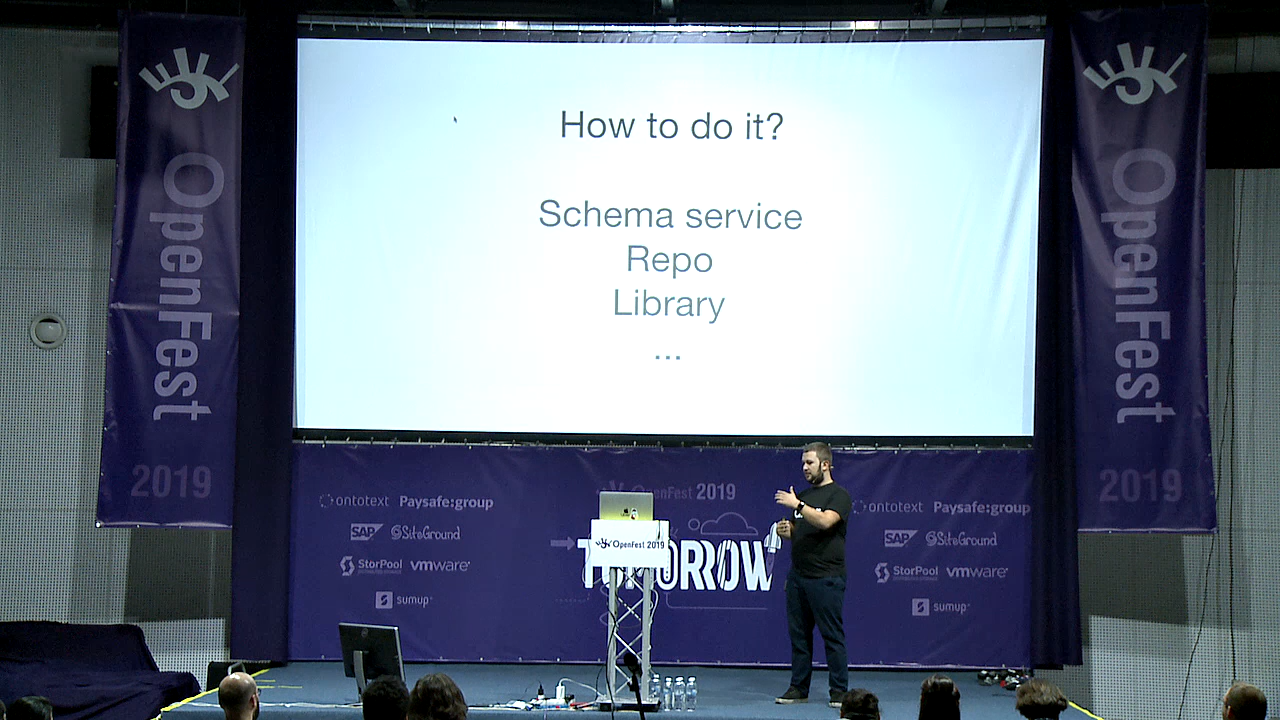 How to do it?
Schema service
Repo
Library
...
OpenFest
2019
OpenFest
2019
OpenFest 2019
ontotext Paysafe:group
SAP SiteGround
StorPool vmware
sumup
OpenFest 2019
ontotext Paysafe:group
SAP SiteGround
StorPool vmware
sumup